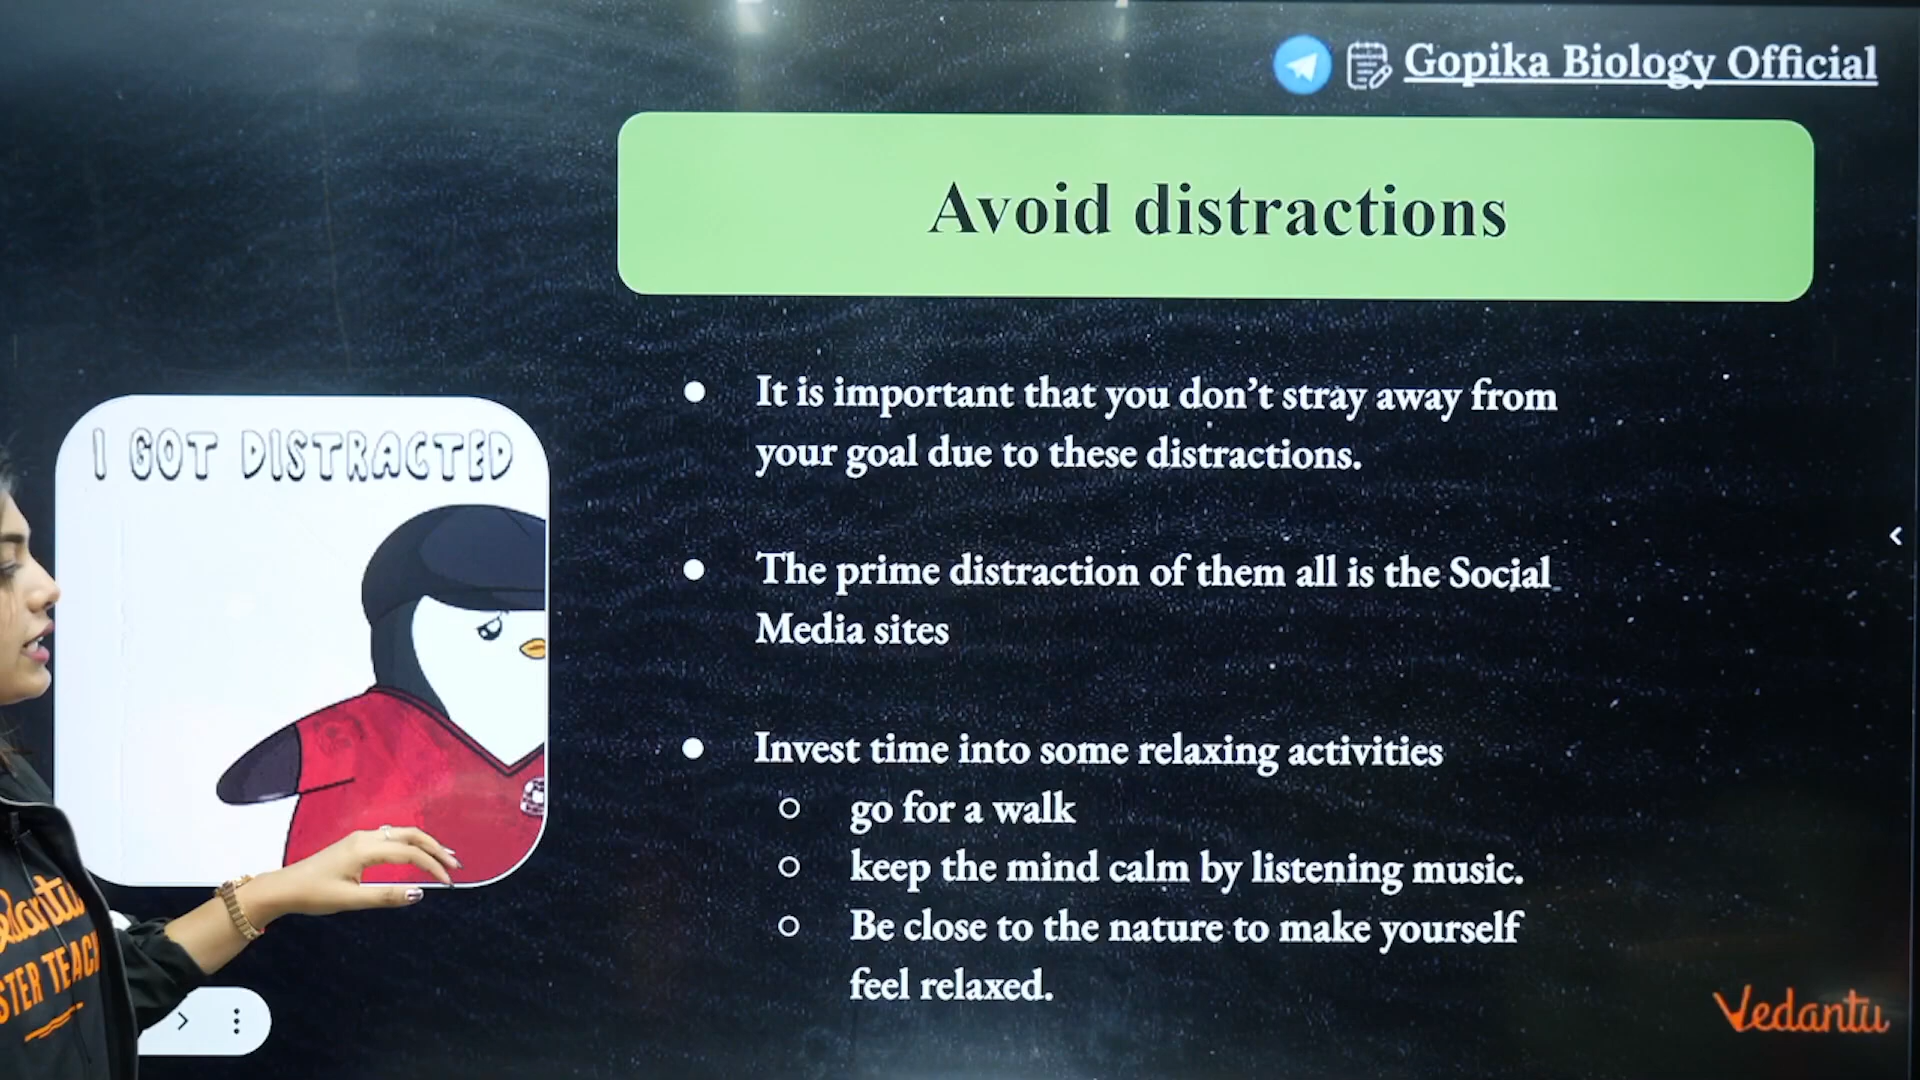 Gopika Biology Official
Avoid distractions
I GOT DISTRACTED
It is important that you don't stray away from
your goal due to these distractions.
The prime distraction of them all is the Social
Media sites
Invest time into some relaxing activities
go for a walk
keep the mind calm by listening music.
Be close to the nature to make yourself
feel relaxed.
Vedantu